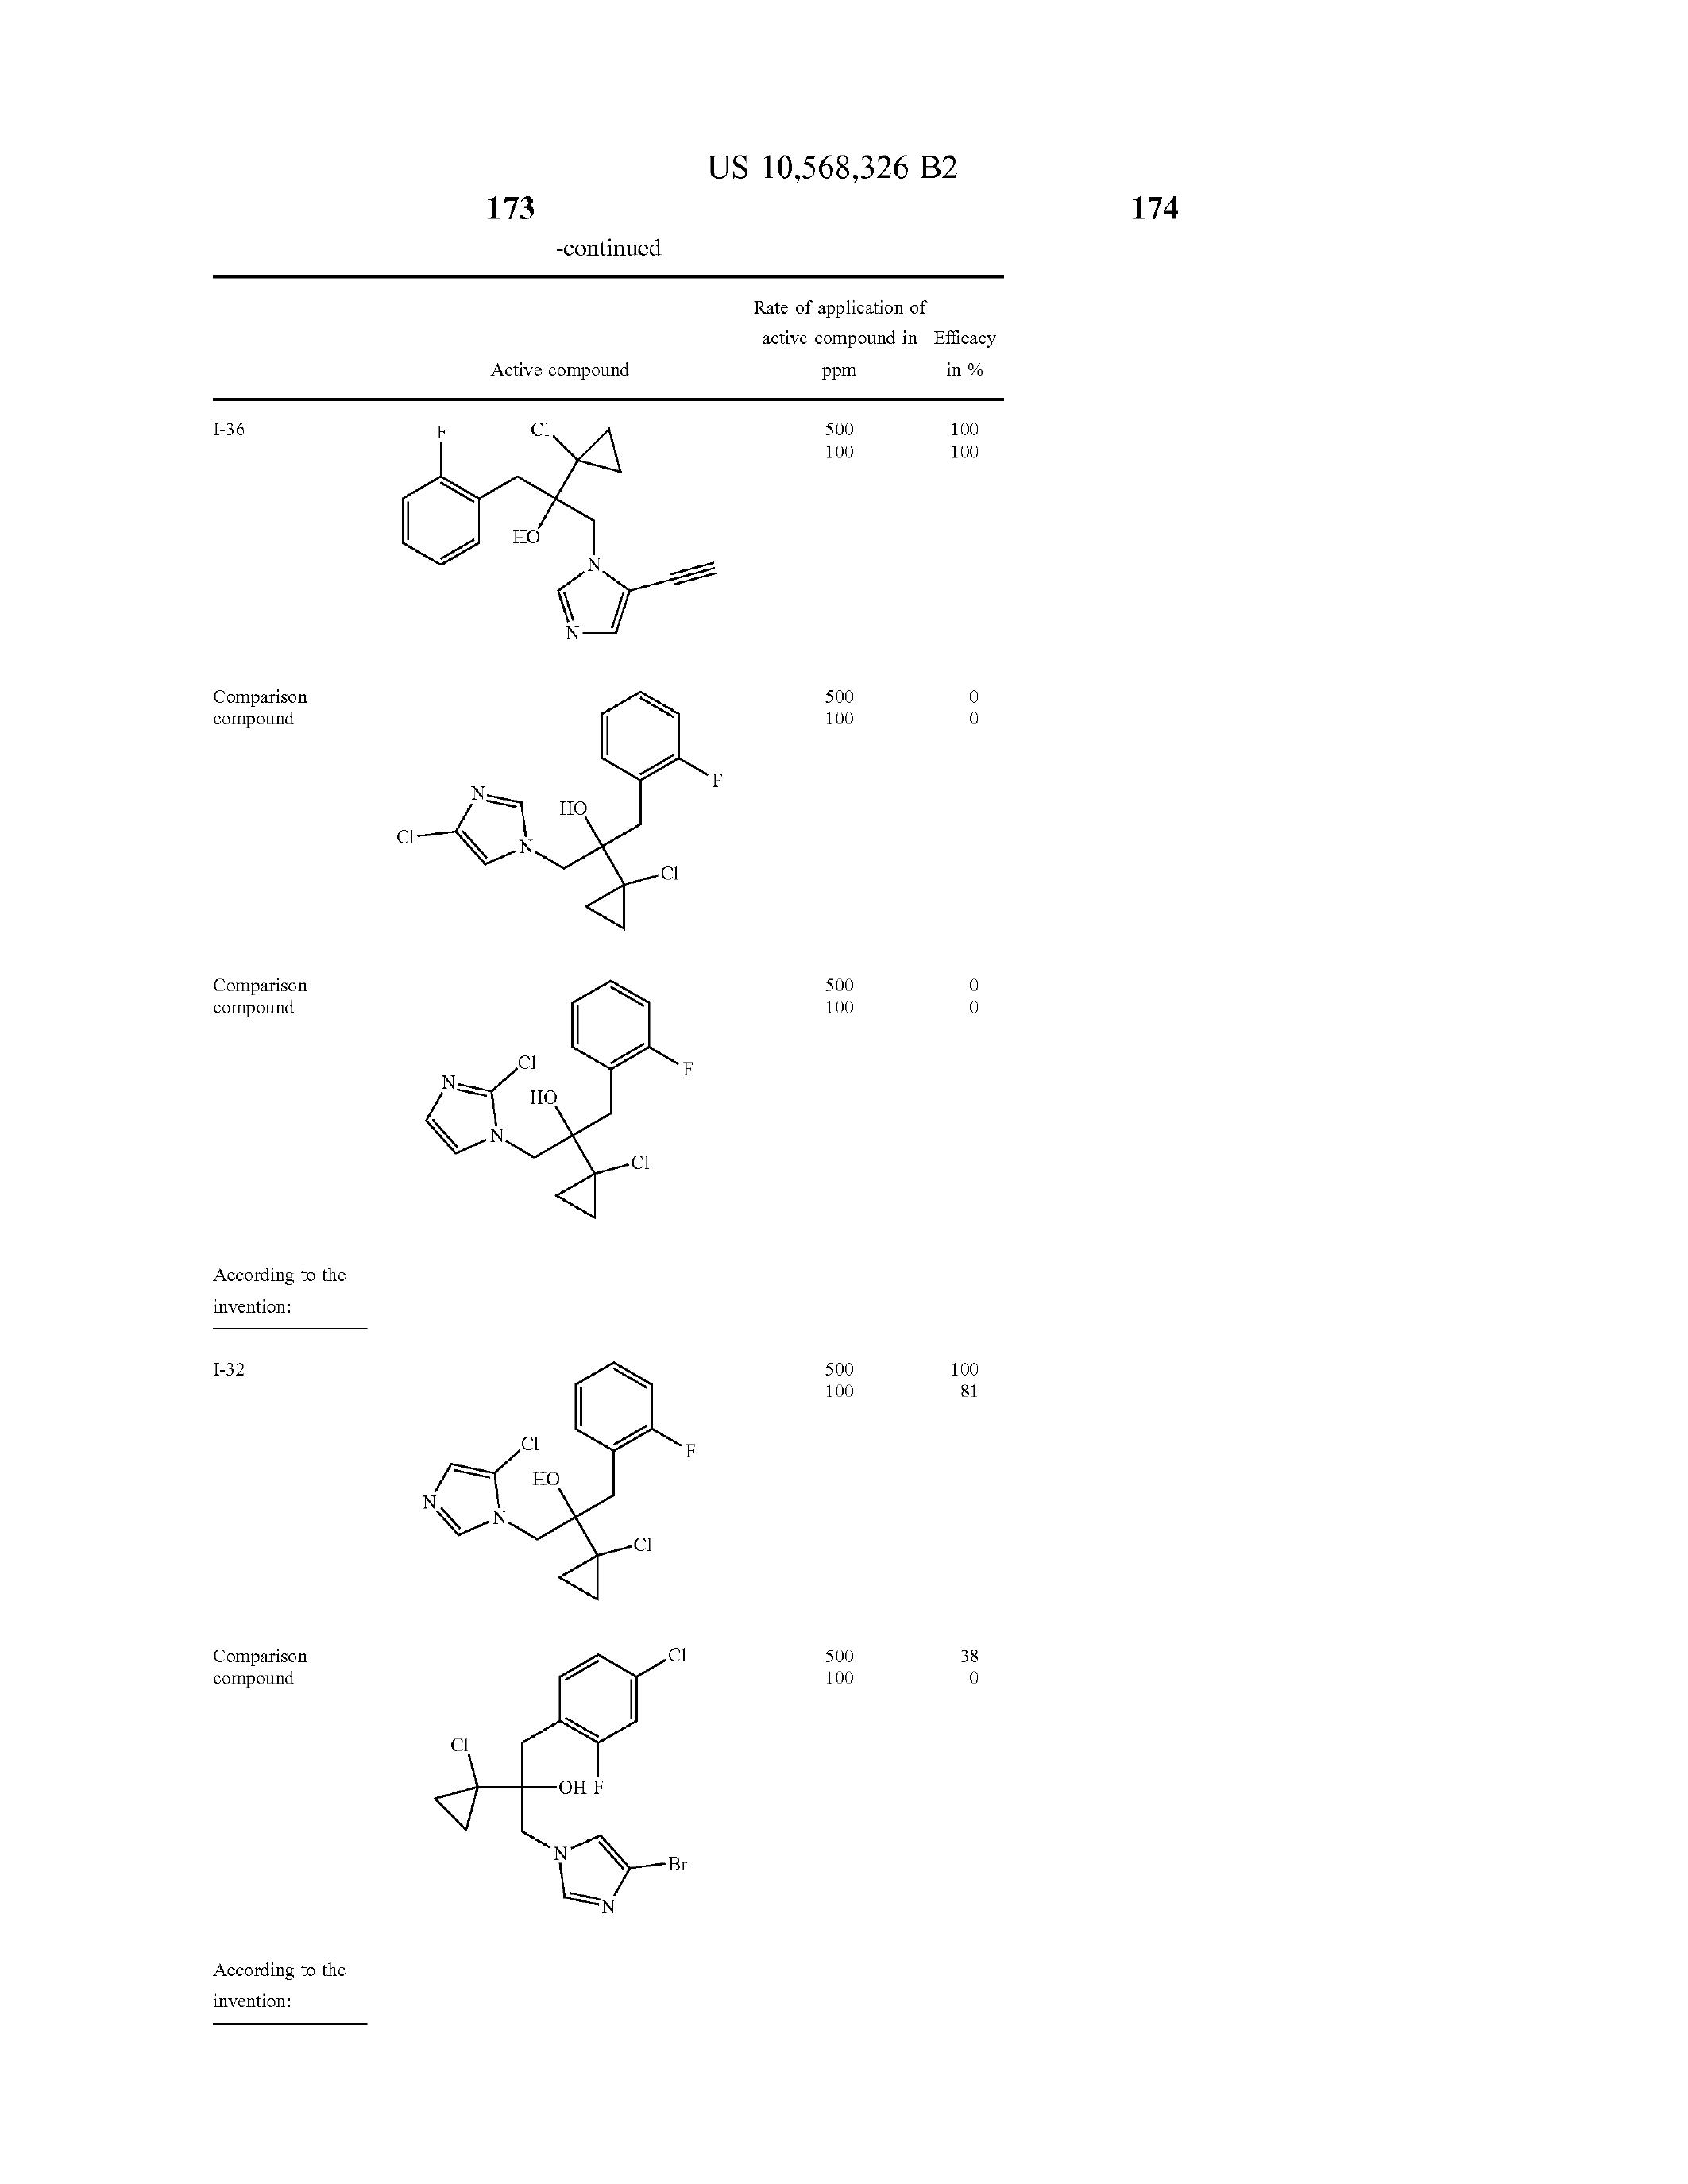 US 10,568,326 B2
173 174
-continued
Rate of application of
active compound in Efficacy
Active compound ppm in %
I-36 500 100
100 100
F Cl
HO
N
N
Comparison 500 0
compound 100 0
F
N
HO
Cl
N
Cl
Comparison 500 0
compound 100 0
Cl F
N
HO
N
Cl
According to the
invention:
I-32 500 100
100 81
Cl F
HO
N
N
Cl
Comparison Cl 500 38
compound 100 0
Cl
OH F
N
Br
N
According to the
invention: